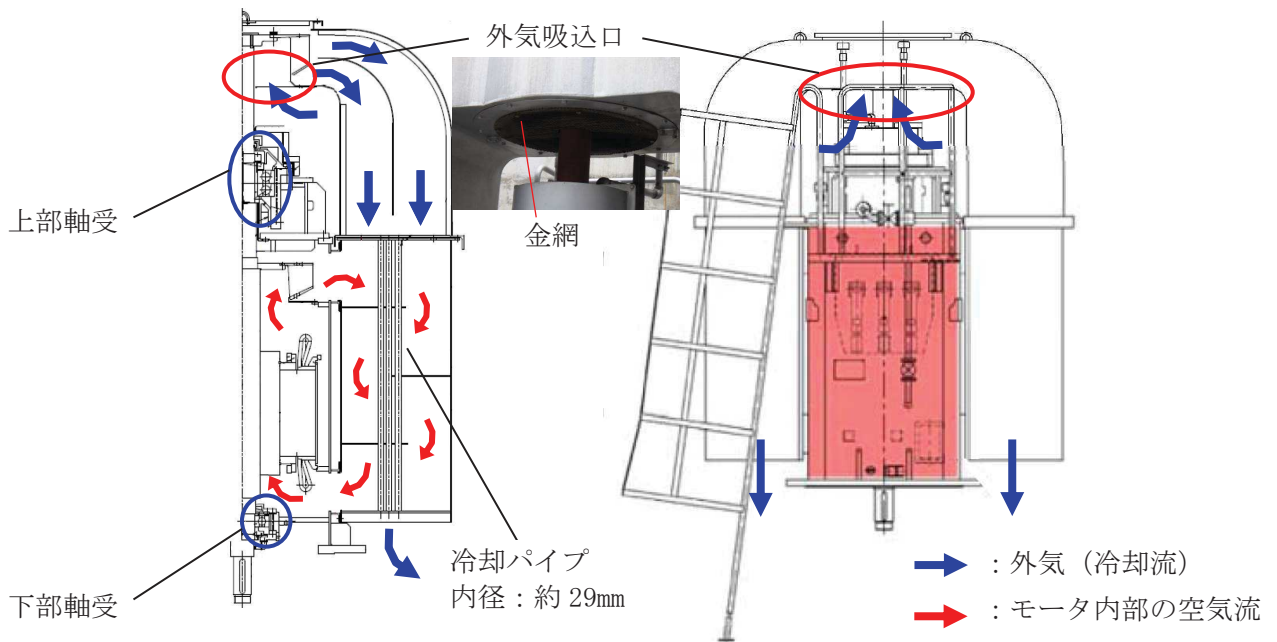 外気吸込口
上部軸受
金網
冷却パイプ
内径：約 29mm
下部軸受
：外気（冷却流）
：モータ内部の空気流